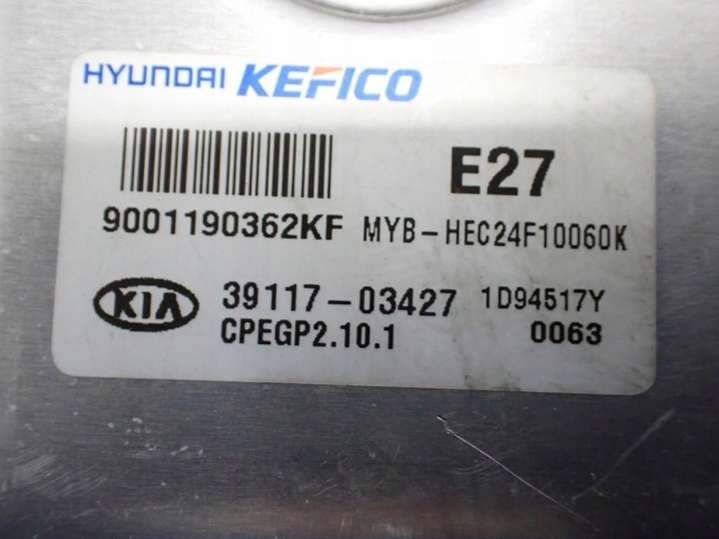 HYUNDAI KEFICO
E27
9001190362KF MYB-HEC24F10060K
KIA 39117-03427 1D94517Y
CPEGP2.10.1 0063